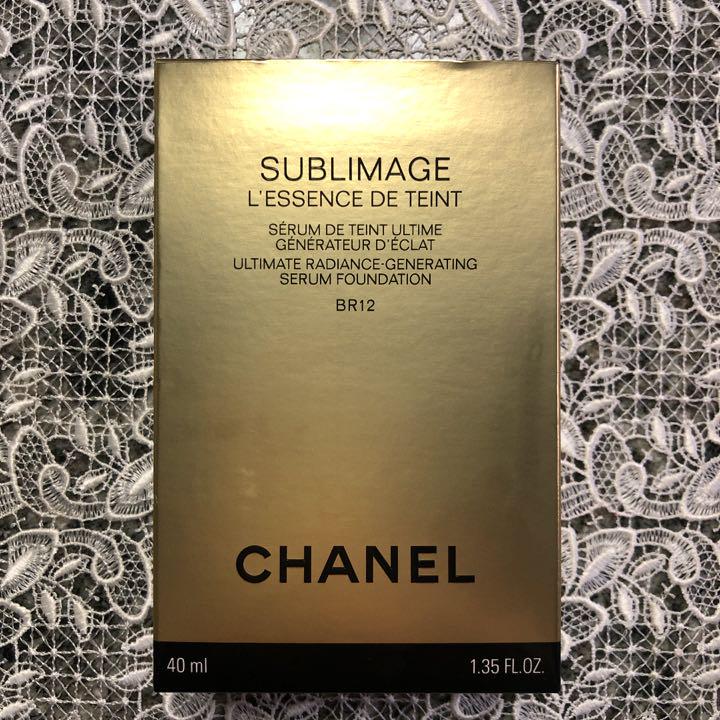 SUBLIMAGE
L'ESSENCE DE TEINT
SÉRUM DE TEINT ULTIME
GÉNÉRATEUR D'ÉCLAT
ULTIMATE RADIANCE-GENERATING
SERUM FOUNDATION
BR12
CHANEL
40 ml 1.35 FL.OZ.